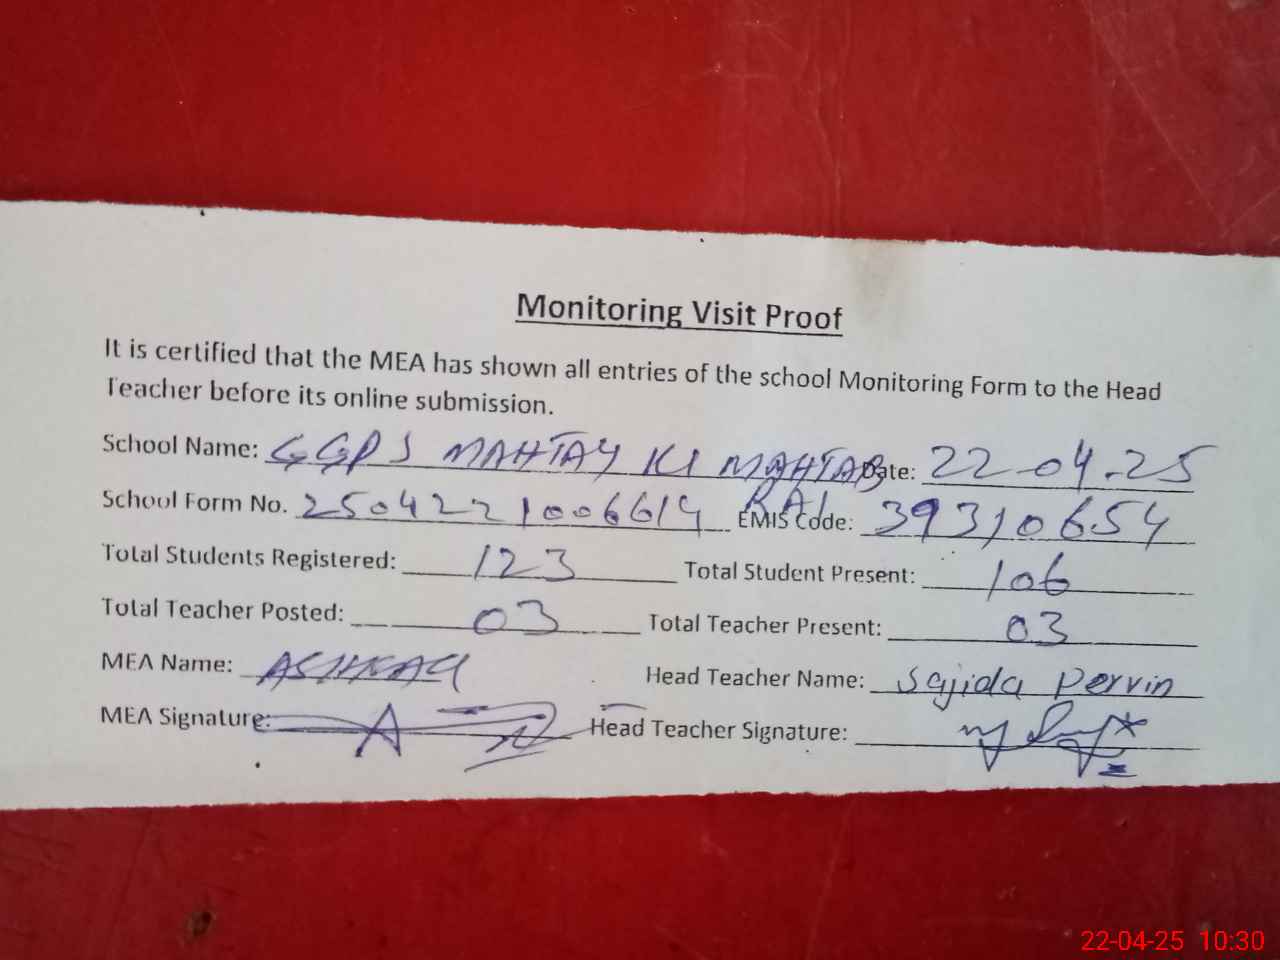 Monitoring Visit Proof
It is certified that the MEA has shown all entries of the school Monitoring Form to the Head
Teacher before its online submission.
School Name: GGPS MAHTAY KI MAHTAB RAI Date: 22-04-25
School Form No. 2504221006614 EMIS Code: 39310654
Total Students Registered: 123 Total Student Present: 106
Total Teacher Posted: 03 Total Teacher Present: 03
MEA Name: Head Teacher Name: Sajida Pervin
MEA Signature: Head Teacher Signature:
22-04-25 10:30